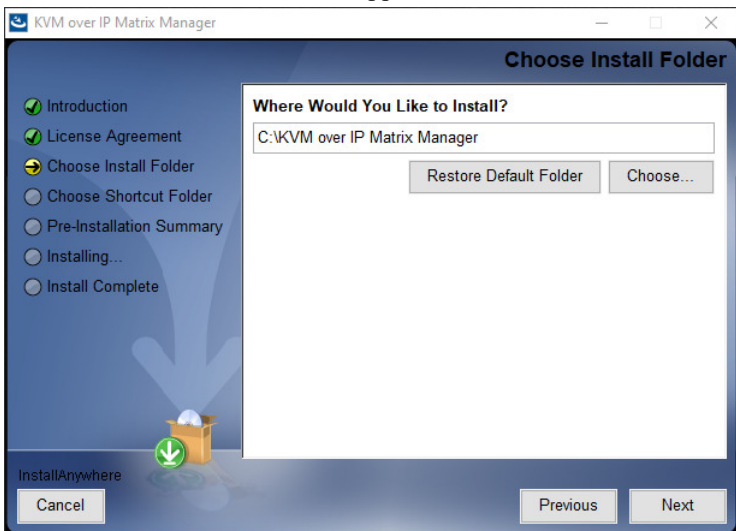 KVM over IP Matrix Manager
Choose Install Folder
Introduction
License Agreement
Choose Install Folder
Choose Shortcut Folder
Pre-Installation Summary
Installing...
Install Complete
Where Would You Like to Install?
C:\KVM over IP Matrix Manager
Restore Default Folder
Choose...
InstallAnywhere
Cancel
Previous
Next